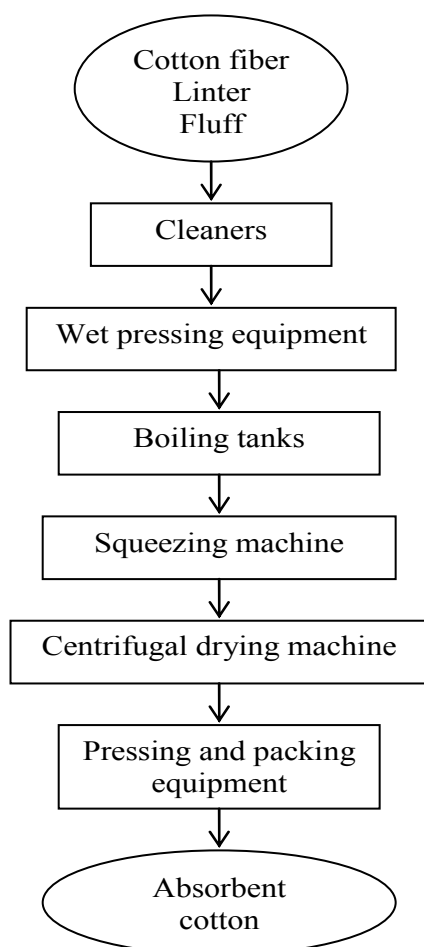 Cotton fiber
Linter
Fluff
Cleaners
Wet pressing equipment
Boiling tanks
Squeezing machine
Centrifugal drying machine
Pressing and packing
equipment
Absorbent
cotton